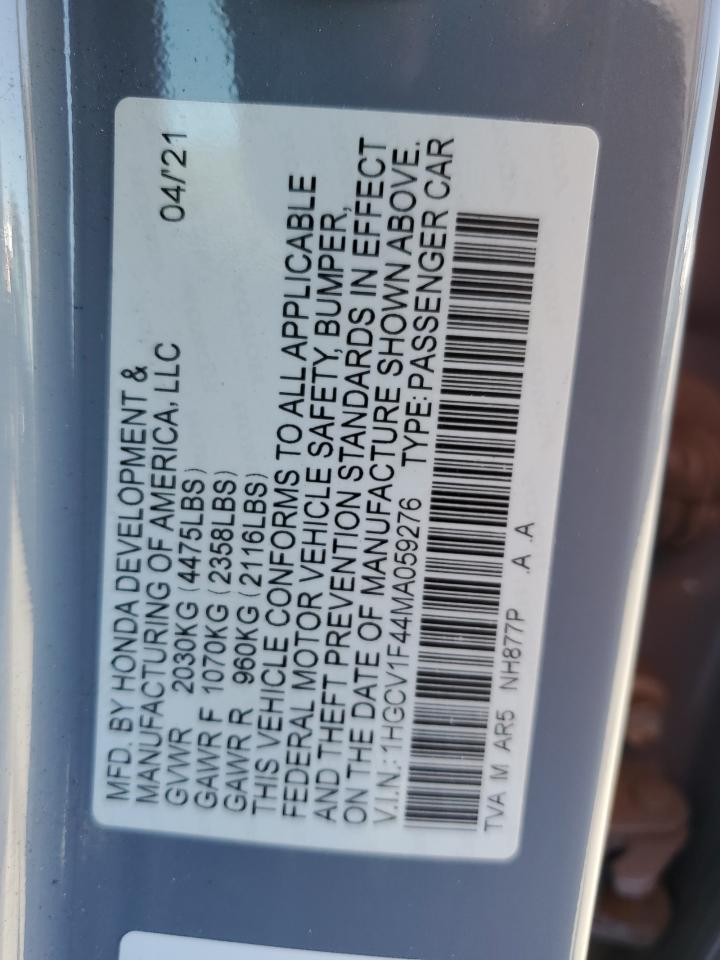 MFD. BY HONDA DEVELOPMENT &
MANUFACTURING OF AMERICA, LLC 04/'21
GVWR 2030KG (4475LBS)
GAWR F 1070KG (2358LBS)
GAWR R 960KG (2116LBS)
THIS VEHICLE CONFORMS TO ALL APPLICABLE
FEDERAL MOTOR VEHICLE SAFETY, BUMPER,
AND THEFT PREVENTION STANDARDS IN EFFECT
ON THE DATE OF MANUFACTURE SHOWN ABOVE.
V.I.N.: 1HGCV1F44MA059276 TYPE: PASSENGER CAR
TVA M AR5 NH877P .A .A